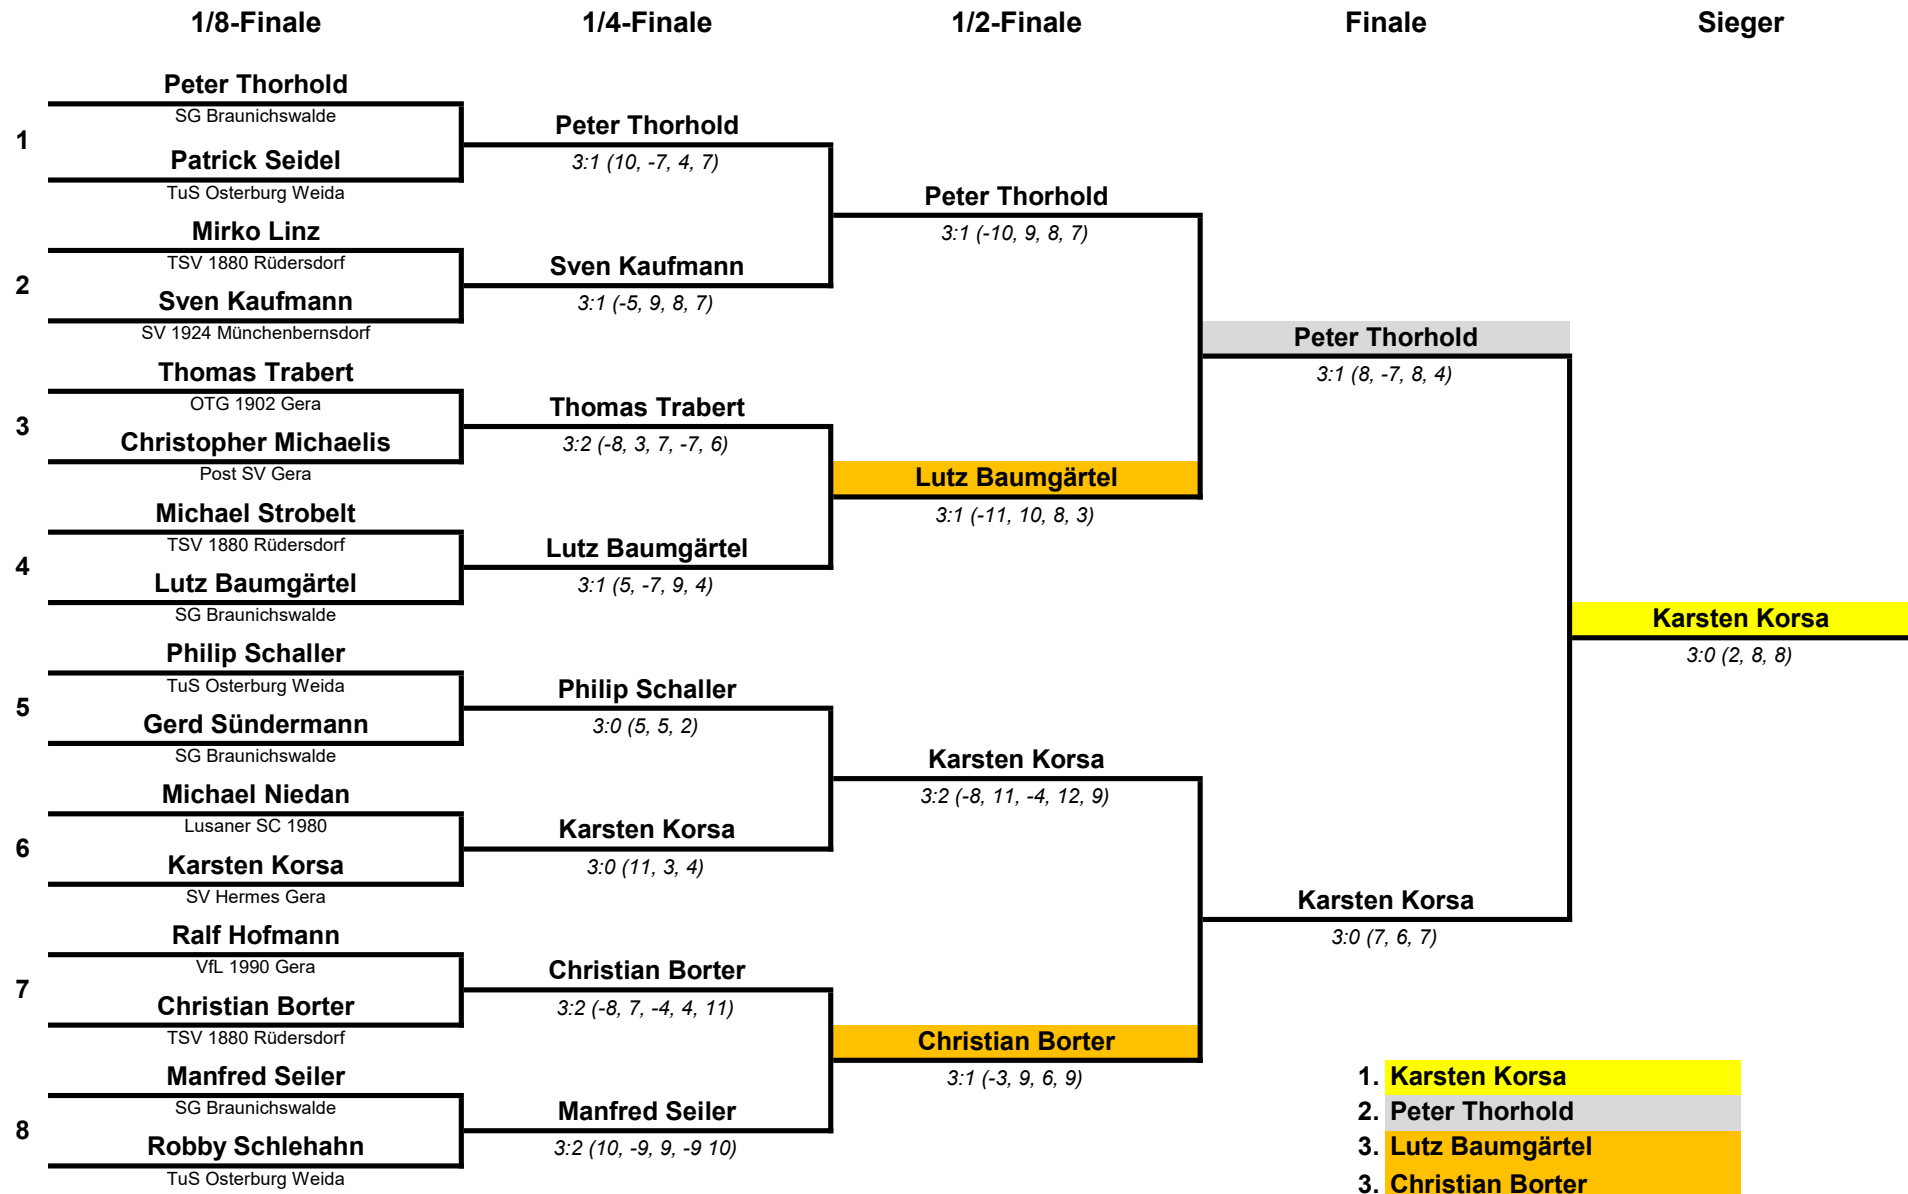 1/8-Finale
1/4-Finale
1/2-Finale
Finale
Sieger
1
Peter Thorhold
SG Braunichswalde
Patrick Seidel
TuS Osterburg Weida
2
Mirko Linz
TSV 1880 Rüdersdorf
Sven Kaufmann
SV 1924 Münchenbernsdorf
3
Thomas Trabert
OTG 1902 Gera
Christopher Michaelis
Post SV Gera
4
Michael Strobelt
TSV 1880 Rüdersdorf
Lutz Baumgärtel
SG Braunichswalde
5
Philip Schaller
TuS Osterburg Weida
Gerd Sündermann
SG Braunichswalde
6
Michael Niedan
Lusaner SC 1980
Karsten Korsa
SV Hermes Gera
7
Ralf Hofmann
VfL 1990 Gera
Christian Borter
TSV 1880 Rüdersdorf
8
Manfred Seiler
SG Braunichswalde
Robby Schlehahn
TuS Osterburg Weida
Peter Thorhold
3:1 (10, -7, 4, 7)
Sven Kaufmann
3:1 (-5, 9, 8, 7)
Thomas Trabert
3:2 (-8, 3, 7, -7, 6)
Lutz Baumgärtel
3:1 (5, -7, 9, 4)
Philip Schaller
3:0 (5, 5, 2)
Karsten Korsa
3:0 (11, 3, 4)
Christian Borter
3:2 (-8, 7, -4, 4, 11)
Manfred Seiler
3:2 (10, -9, 9, -9 10)
Peter Thorhold
3:1 (-10, 9, 8, 7)
Lutz Baumgärtel
3:1 (-11, 10, 8, 3)
Karsten Korsa
3:2 (-8, 11, -4, 12, 9)
Christian Borter
3:1 (-3, 9, 6, 9)
Peter Thorhold
3:1 (8, -7, 8, 4)
Karsten Korsa
3:0 (7, 6, 7)
Karsten Korsa
3:0 (2, 8, 8)
1. Karsten Korsa
2. Peter Thorhold
3. Lutz Baumgärtel
3. Christian Borter